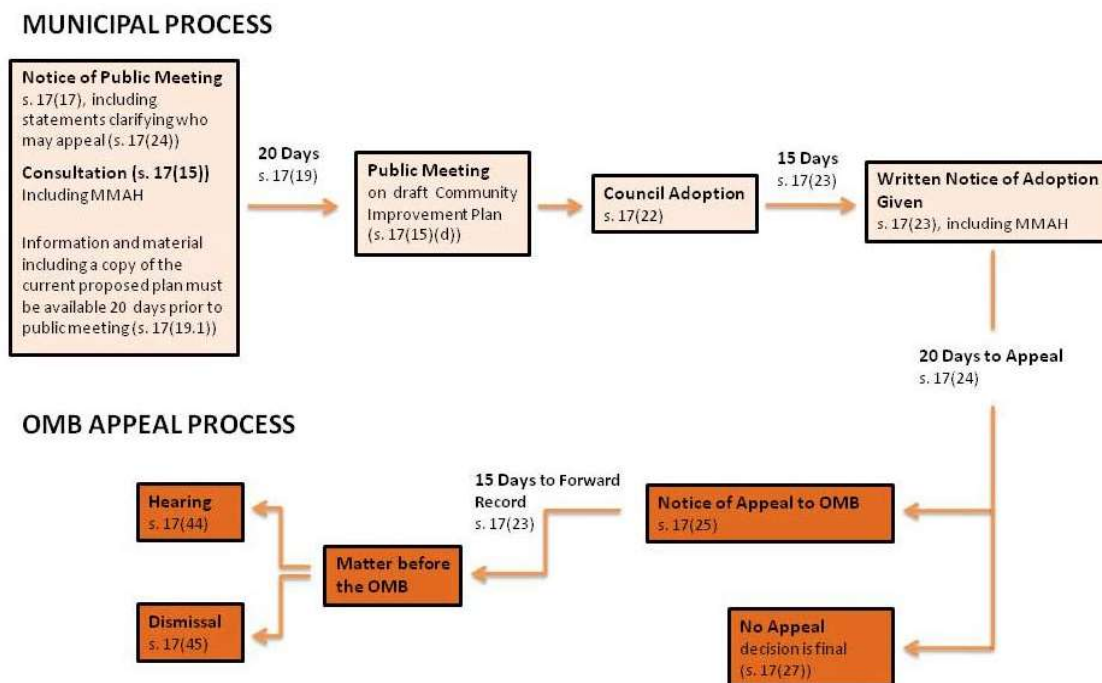 MUNICIPAL PROCESS
Notice of Public Meeting
s. 17(17), including
statements clarifying who
may appeal (s. 17(24))
Consultation (s. 17(15))
Including MMAH
Information and material
including a copy of the
current proposed plan must
be available 20 days prior to
public meeting (s. 17(19.1))
20 Days
s. 17(19)
Public Meeting
on draft Community
Improvement Plan
(s. 17(15)(d))
Council Adoption
s. 17(22)
15 Days
s. 17(23)
Written Notice of Adoption
Given
s. 17(23), including MMAH
20 Days to Appeal
s. 17(24)
OMB APPEAL PROCESS
Notice of Appeal to OMB
s. 17(25)
No Appeal
decision is final
(s. 17(27))
15 Days to Forward
Record
s. 17(23)
Matter before
the OMB
Hearing
s. 17(44)
Dismissal
s. 17(45)